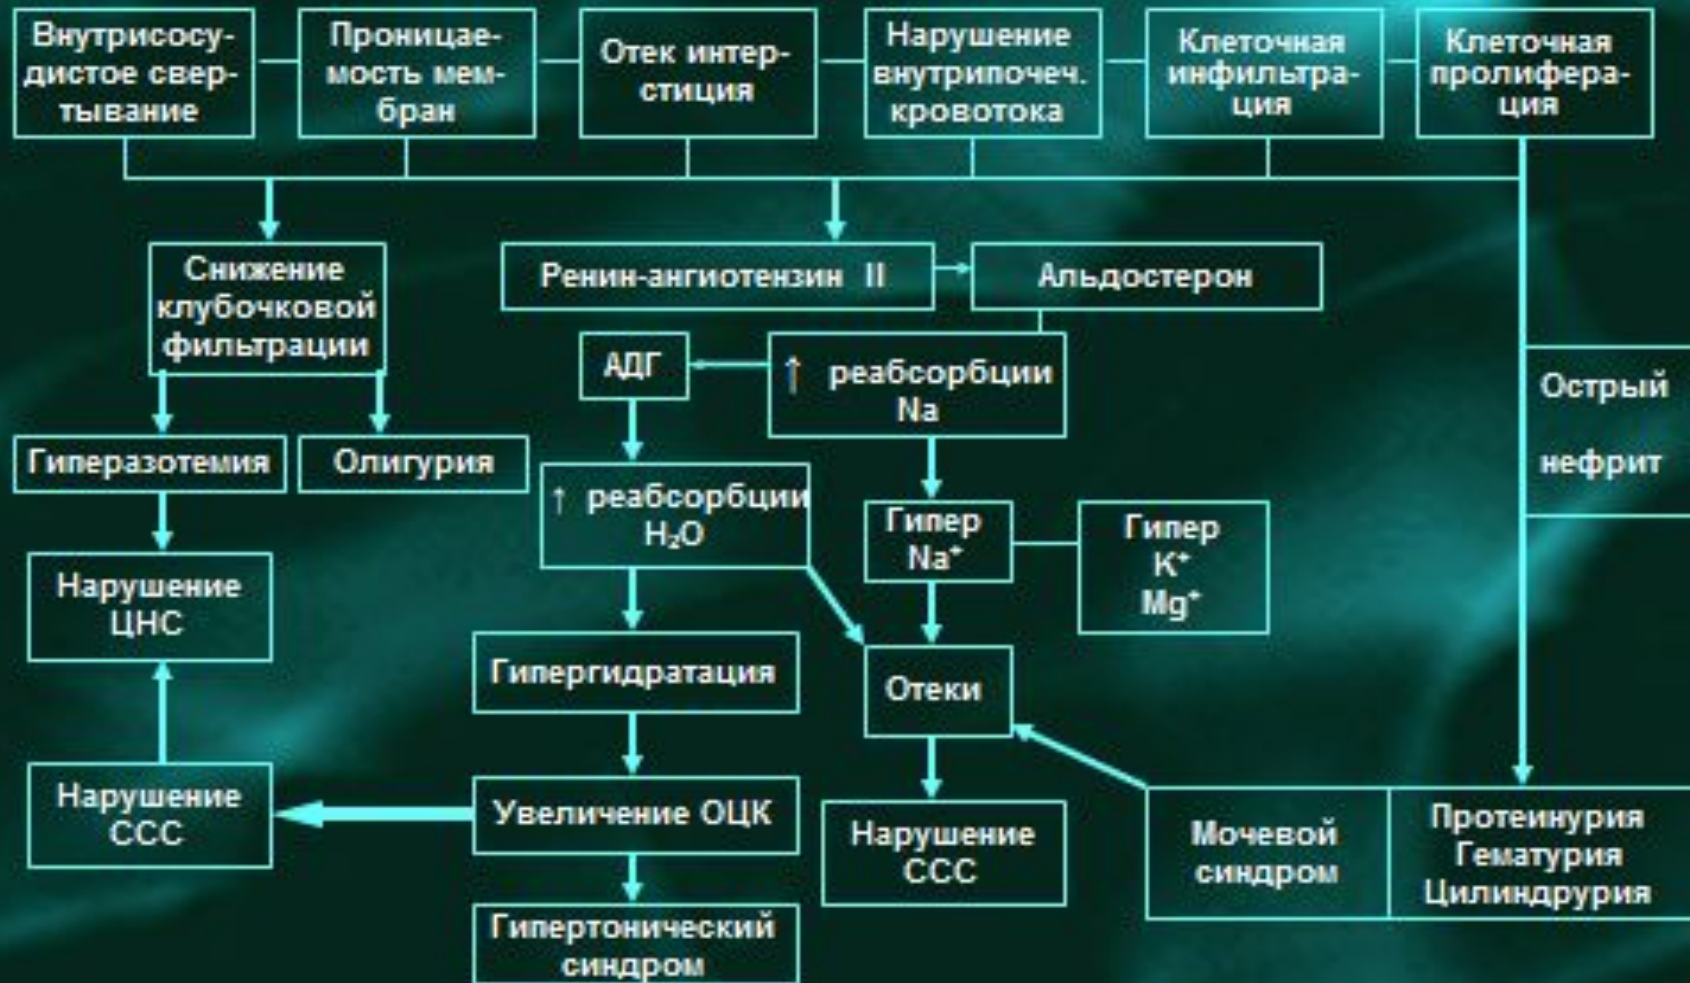 Внутрисосу-
дистое свер-
тывание
Проницае-
мость мем-
бран
Отек интер-
стиция
Нарушение
внутрипочеч.
кровотока
Клеточная
инфильтра-
ция
Клеточная
пролифера-
ция
Снижение
клубочковой
фильтрации
Ренин-ангиотензин II
Альдостерон
АДГ
↑ реабсорбции
Na
Острый
нефрит
Гиперазотемия
Олигурия
↑ реабсорбции
H₂O
Гипер
Na⁺
Гипер
K⁺
Mg⁺
Нарушение
ЦНС
Гипергидратация
Отеки
Нарушение
ССС
Увеличение ОЦК
Нарушение
ССС
Мочевой
синдром
Протеинурия
Гематурия
Цилиндрурия
Гипертонический
синдром